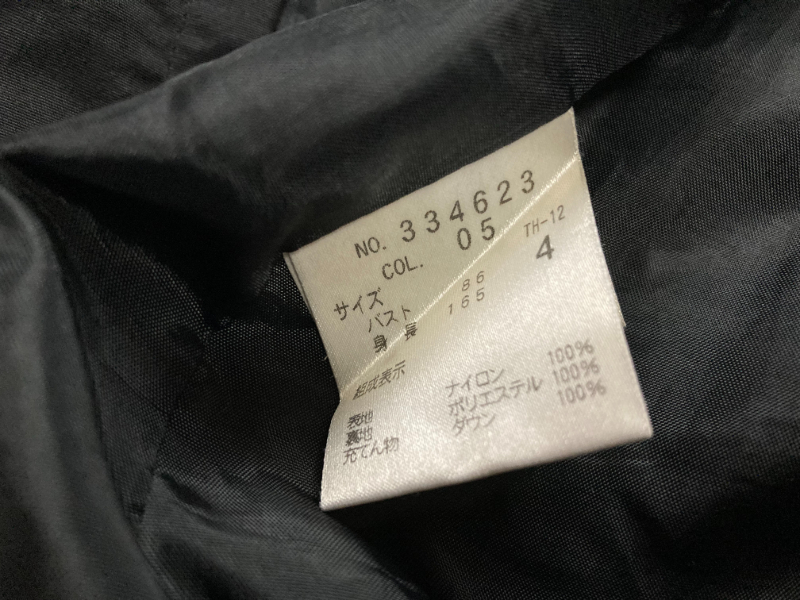 NO. 334623
COL. 05 TH-12
サイズ 4
バスト 86
身長 165
組成表示
表地 ナイロン 100%
裏地 ポリエステル 100%
充てん物 ダウン 100%